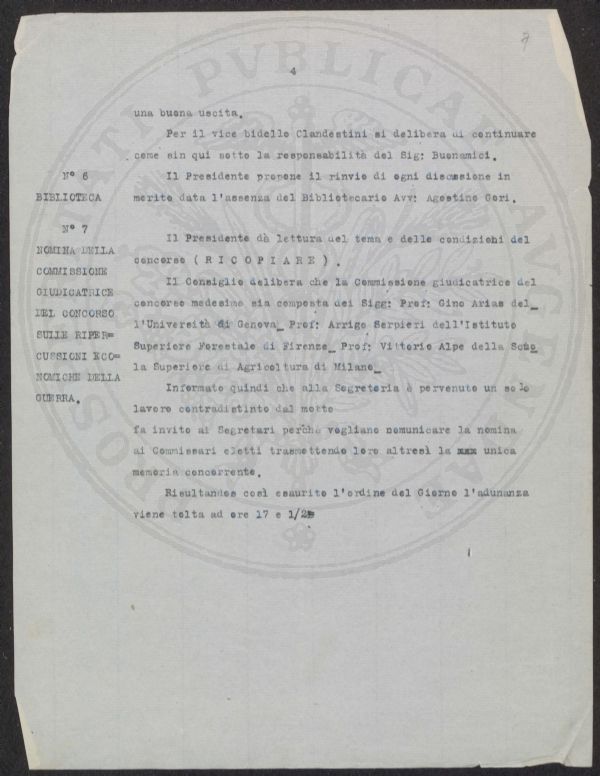 4
una buona uscita.
Per il vice bidello Clandestini si delibera di continuare
come sin qui sotto la responsabilità del Sig: Buonamici.
Nº 6
BIBLIOTECA
Il Presidente propone il rinvio di ogni discussione in
merito data l'assenza del Bibliotecario Avv: Agostino Gori.
Nº 7
NOMINA DELLA
COMMISSIONE
GIUDICATRICE
DEL CONCORSO
SULLE RIPER=
CUSSIONI ECO=
NOMICHE DELLA
GUERRA.
Il Presidente dà lettura del tema e delle condizioni del
concorso ( R I C O P I A R E ) .
Il Consiglio delibera che la Commissione giudicatrice del
concorso medesimo sia composta dei Sigg: Prof: Gino Arias del_
l'Università di Genova_ Prof: Arrigo Serpieri dell'Istituto
Superiore Forestale di Firenze_ Prof: Vittorio Alpe della Scuo_
la Superiore di Agricoltura di Milano_
Informato quindi che alla Segreteria è pervenuto un solo
lavoro contradistinto dal motto
fa invito ai Segretari perchè vogliano comunicare la nomina
ai Commissari eletti trasmettendo loro altresì la xxx unica
memoria concorrente.
Risultandos così esaurito l'ordine del Giorno l'adunanza
viene tolta ad ore 17 e 1/2
PVBLICAE